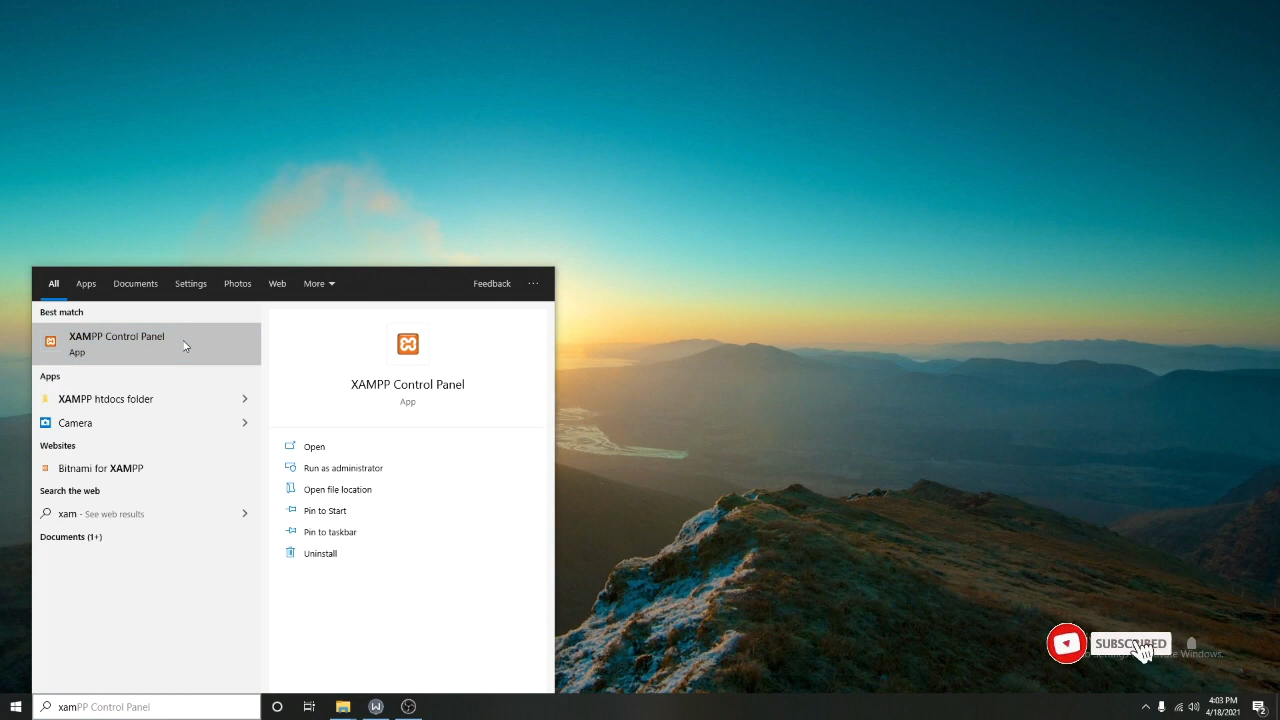 All Apps Documents Settings Photos Web More Feedback ...
Best match
XAMPP Control Panel
App
Apps
XAMPP htdocs folder
Camera
Websites
Bitnami for XAMPP
Search the web
xam - See web results
Documents (1+)
XAMPP Control Panel
App
Open
Run as administrator
Open file location
Pin to Start
Pin to taskbar
Uninstall
SUBSCRIBED
Windows.
xamPP Control Panel
4:03 PM
4/18/2021
2